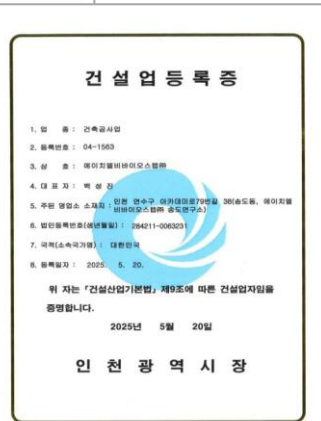 건설업등록증
1. 업 종 : 건축공사업
2. 등록번호 : 04-1563
3. 상 호 : 에이치엘비바이오스텝㈜
4. 대 표 자 : 백 성 진
5. 주된 영업소 소재지 : 인천 연수구 아카데미로79번길 36(송도동, 에이치엘
비바이오스텝㈜ 송도연구소)
6. 법인등록번호(생년월일) : 284211-0063231
7. 국적(소속국가명) : 대한민국
8. 등록일자 : 2025. 5. 20.
위 자는 「건설산업기본법」 제9조에 따른 건설업자임을
증명합니다.
2025년 5월 20일
인 천 광 역 시 장